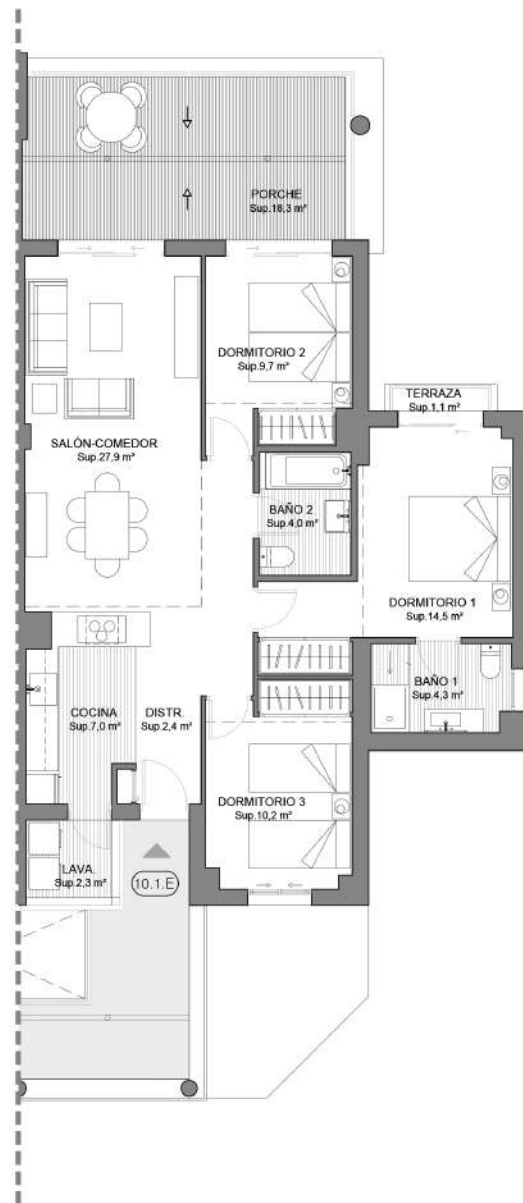 PORCHE
Sup.18,3 m²
DORMITORIO 2
Sup.9,7 m²
TERRAZA
Sup.1,1 m²
SALÓN-COMEDOR
Sup.27,9 m²
BAÑO 2
Sup.4,0 m²
DORMITORIO 1
Sup.14,5 m²
BAÑO 1
Sup.4,3 m²
COCINA
Sup.7,0 m²
DISTR.
Sup.2,4 m²
DORMITORIO 3
Sup.10,2 m²
LAVA.
Sup.2,3 m²
10.1.E